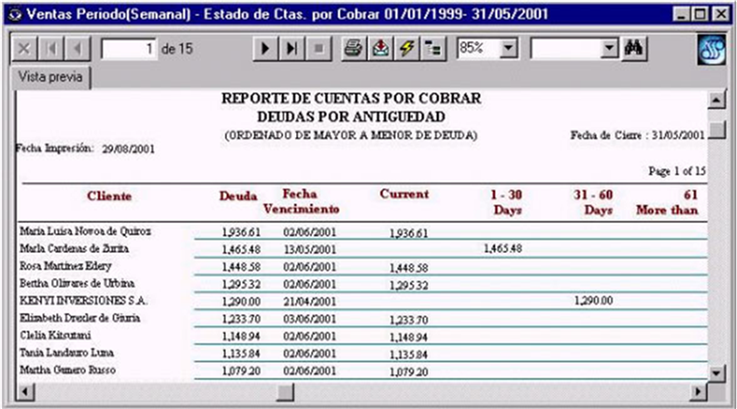 Ventas Periodo(Semanal) - Estado de Ctas. por Cobrar 01/01/1999- 31/05/2001
1 de 15 85%
Vista previa
REPORTE DE CUENTAS POR COBRAR
DEUDAS POR ANTIGUEDAD
(ORDENADO DE MAYOR A MENOR DE DEUDA) Fecha de Cierre : 31/05/2001
Fecha Impresión: 29/08/2001
Page 1 of 15
Cliente Deuda Fecha Vencimiento Current 1 - 30 Days 31 - 60 Days 61 More than
Maria Luisa Novoa de Quiroz 1,936.61 02/06/2001 1,936.61
Marla Cardenas de Zurita 1,465.48 13/05/2001 1,465.48
Rosa Martinez Edery 1,448.58 02/06/2001 1,448.58
Bertha Olivares de Urbina 1,295.32 02/06/2001 1,295.32
KENYI INVERSIONES S.A. 1,290.00 21/04/2001 1,290.00
Elizabeth Drexler de Giuria 1,233.70 03/06/2001 1,233.70
Clelia Kitsutani 1,148.94 02/06/2001 1,148.94
Tania Landauro Luna 1,135.84 02/06/2001 1,135.84
Martha Gamero Russo 1,079.20 02/06/2001 1,079.20